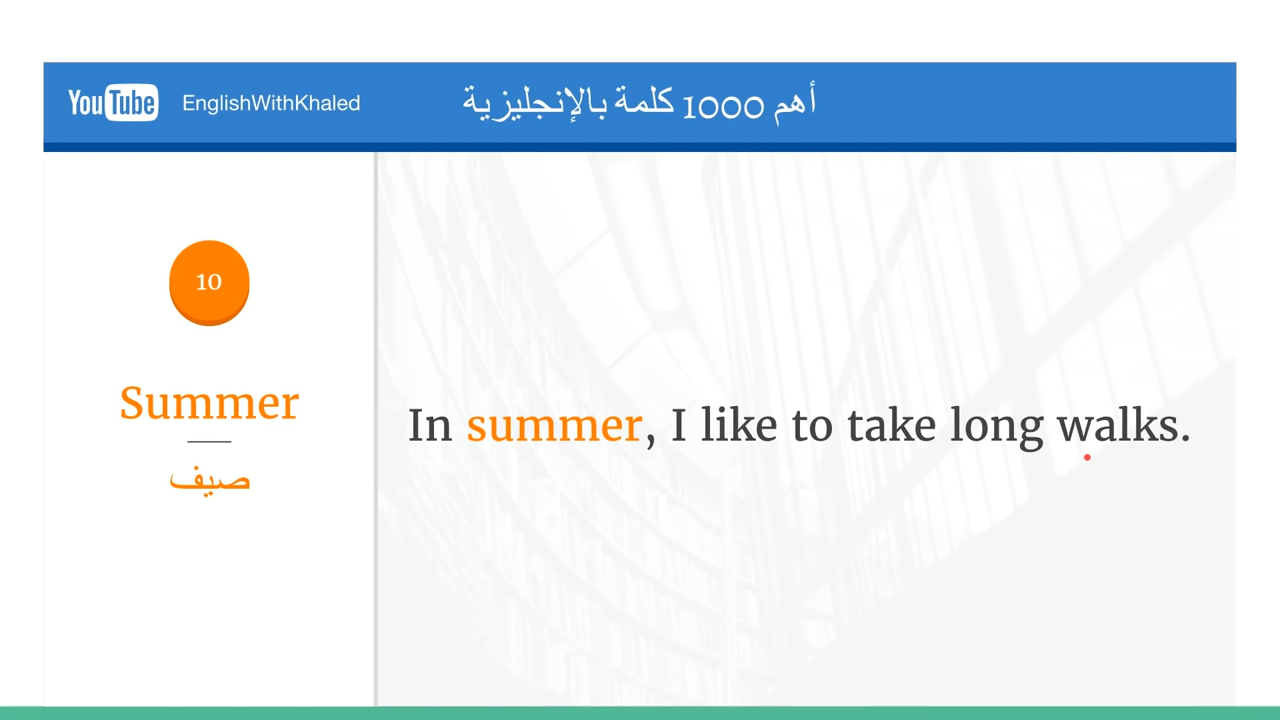 YouTube EnglishWithKhaled
أهم 1000 كلمة بالإنجليزية
10
Summer
صيف
In summer, I like to take long walks.